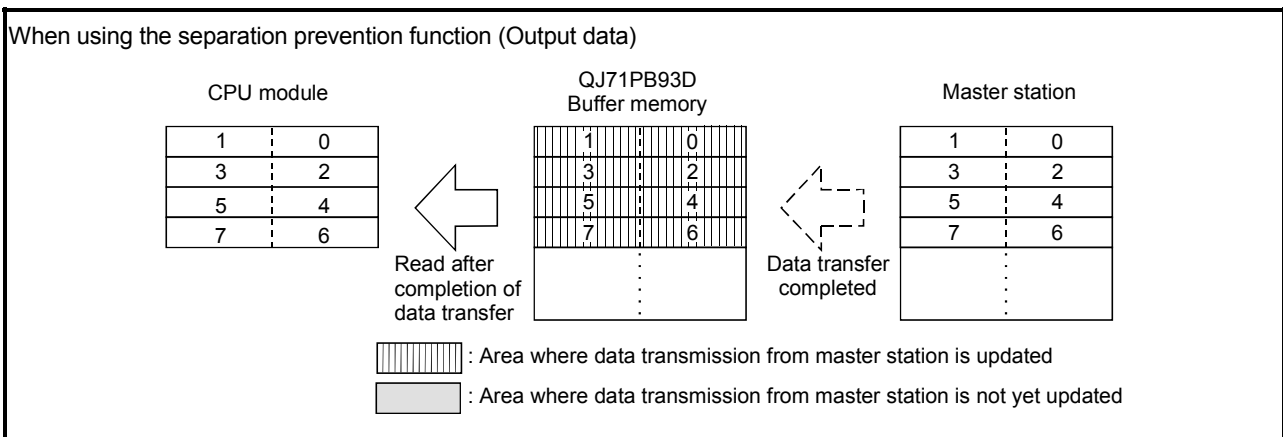 When using the separation prevention function (Output data)
CPU module
QJ71PB93D
Buffer memory
Master station
1 0
3 2
5 4
7 6
1 0
3 2
5 4
7 6
1 0
3 2
5 4
7 6
Read after
completion of
data transfer
Data transfer
completed
: Area where data transmission from master station is updated
: Area where data transmission from master station is not yet updated